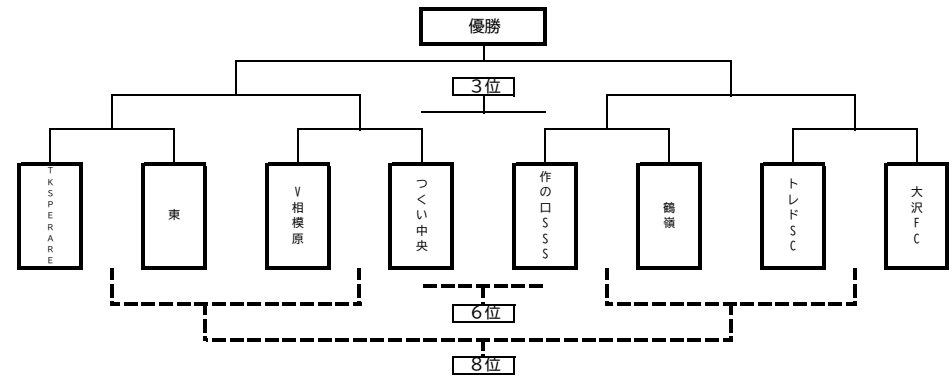 優勝
3位
TKSPERARE
東
V相模原
つくい中央
作の口SSS
鶴嶺
トレドSC
大沢FC
6位
8位